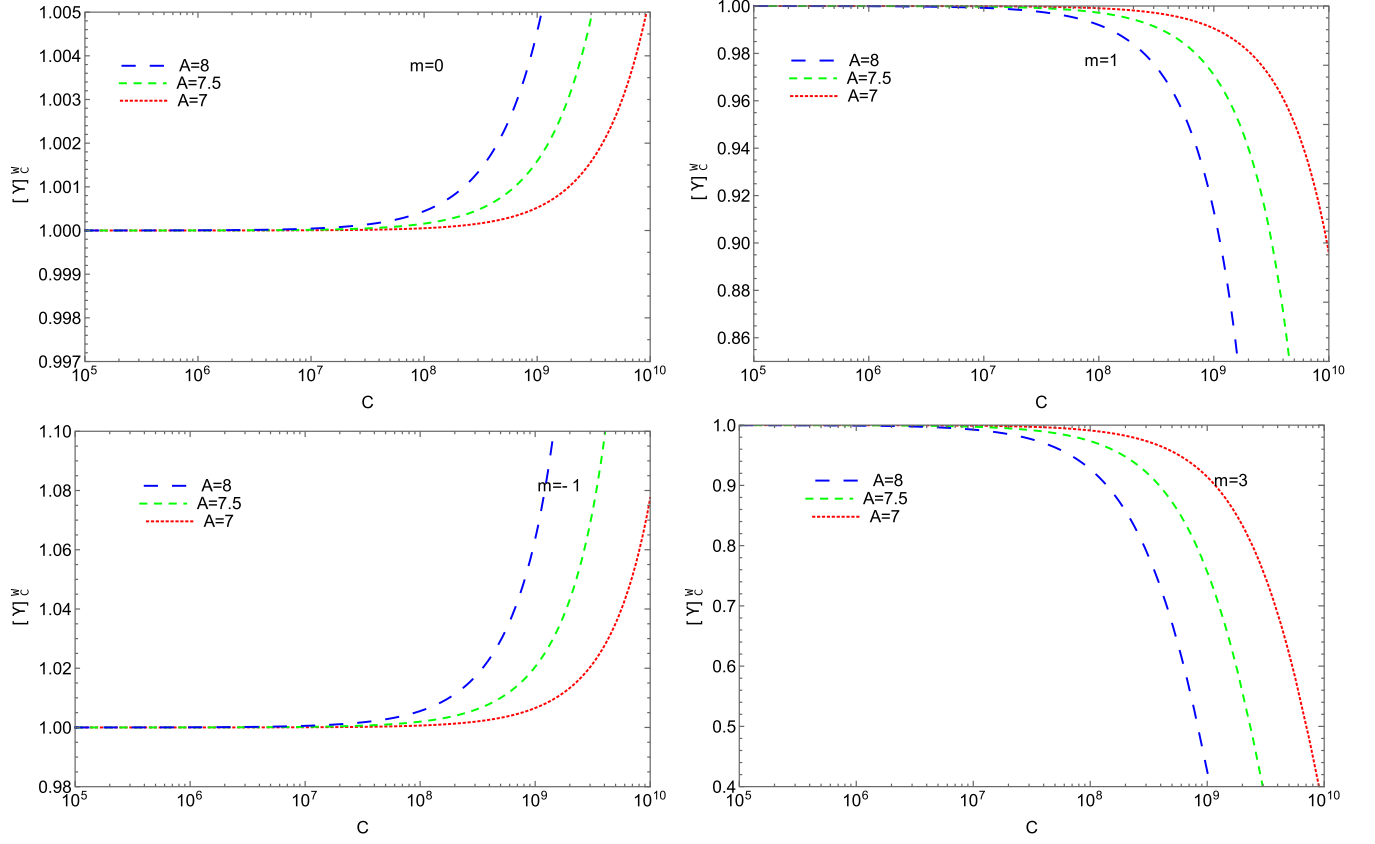 1.005
1.004
1.003
1.002
1.001
1.000
0.999
0.998
0.997
[ Y] W C
A=8
A=7.5
A=7
m=0
10^5 10^6 10^7 10^8 10^9 10^10
C
1.00
0.98
0.96
0.94
0.92
0.90
0.88
0.86
[ Y] W C
A=8
A=7.5
A=7
m=1
10^5 10^6 10^7 10^8 10^9 10^10
C
1.10
1.08
1.06
1.04
1.02
1.00
0.98
[ Y] W C
A=8
A=7.5
A=7
m=- 1
10^5 10^6 10^7 10^8 10^9 10^10
C
1.0
0.9
0.8
0.7
0.6
0.5
0.4
[ Y] W C
A=8
A=7.5
A=7
m=3
10^5 10^6 10^7 10^8 10^9 10^10
C